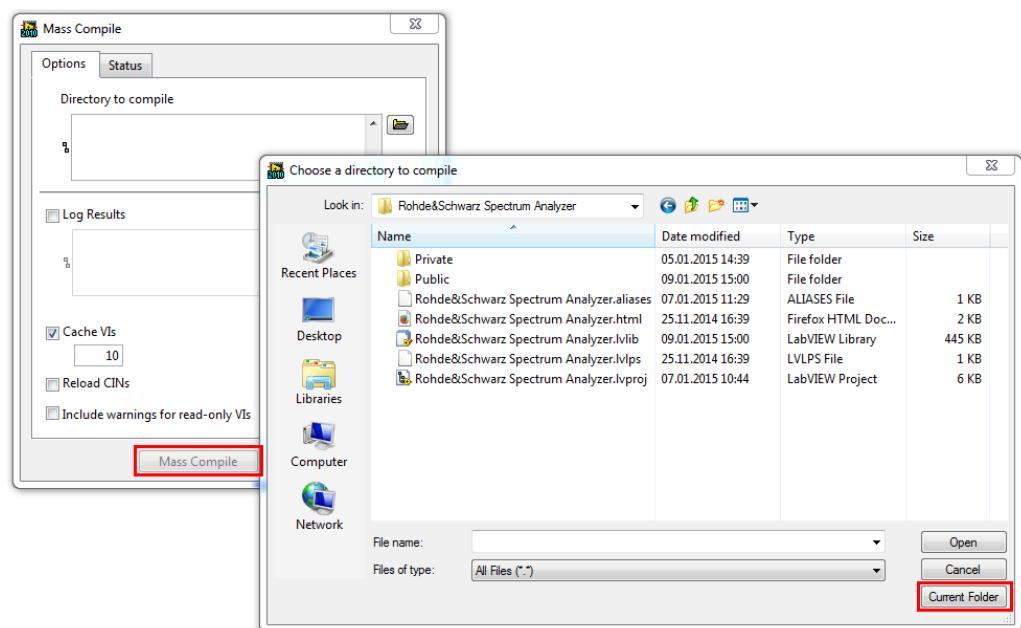 2010 Mass Compile
Options Status
Directory to compile
Log Results
Cache VIs
10
Reload CINs
Include warnings for read-only VIs
Mass Compile
2010 Choose a directory to compile
Look in: Rohde&Schwarz Spectrum Analyzer
Name Date modified Type Size
Private 05.01.2015 14:39 File folder
Public 09.01.2015 15:00 File folder
Rohde&Schwarz Spectrum Analyzer.aliases 07.01.2015 11:29 ALIASES File 1 KB
Rohde&Schwarz Spectrum Analyzer.html 25.11.2014 16:39 Firefox HTML Doc... 2 KB
Rohde&Schwarz Spectrum Analyzer.lvlib 09.01.2015 15:00 LabVIEW Library 445 KB
Rohde&Schwarz Spectrum Analyzer.lvlps 25.11.2014 16:39 LVLPS File 1 KB
Rohde&Schwarz Spectrum Analyzer.lvproj 07.01.2015 10:44 LabVIEW Project 6 KB
Recent Places
Desktop
Libraries
Computer
Network
File name: Open
Files of type: All Files (*.*) Cancel
Current Folder